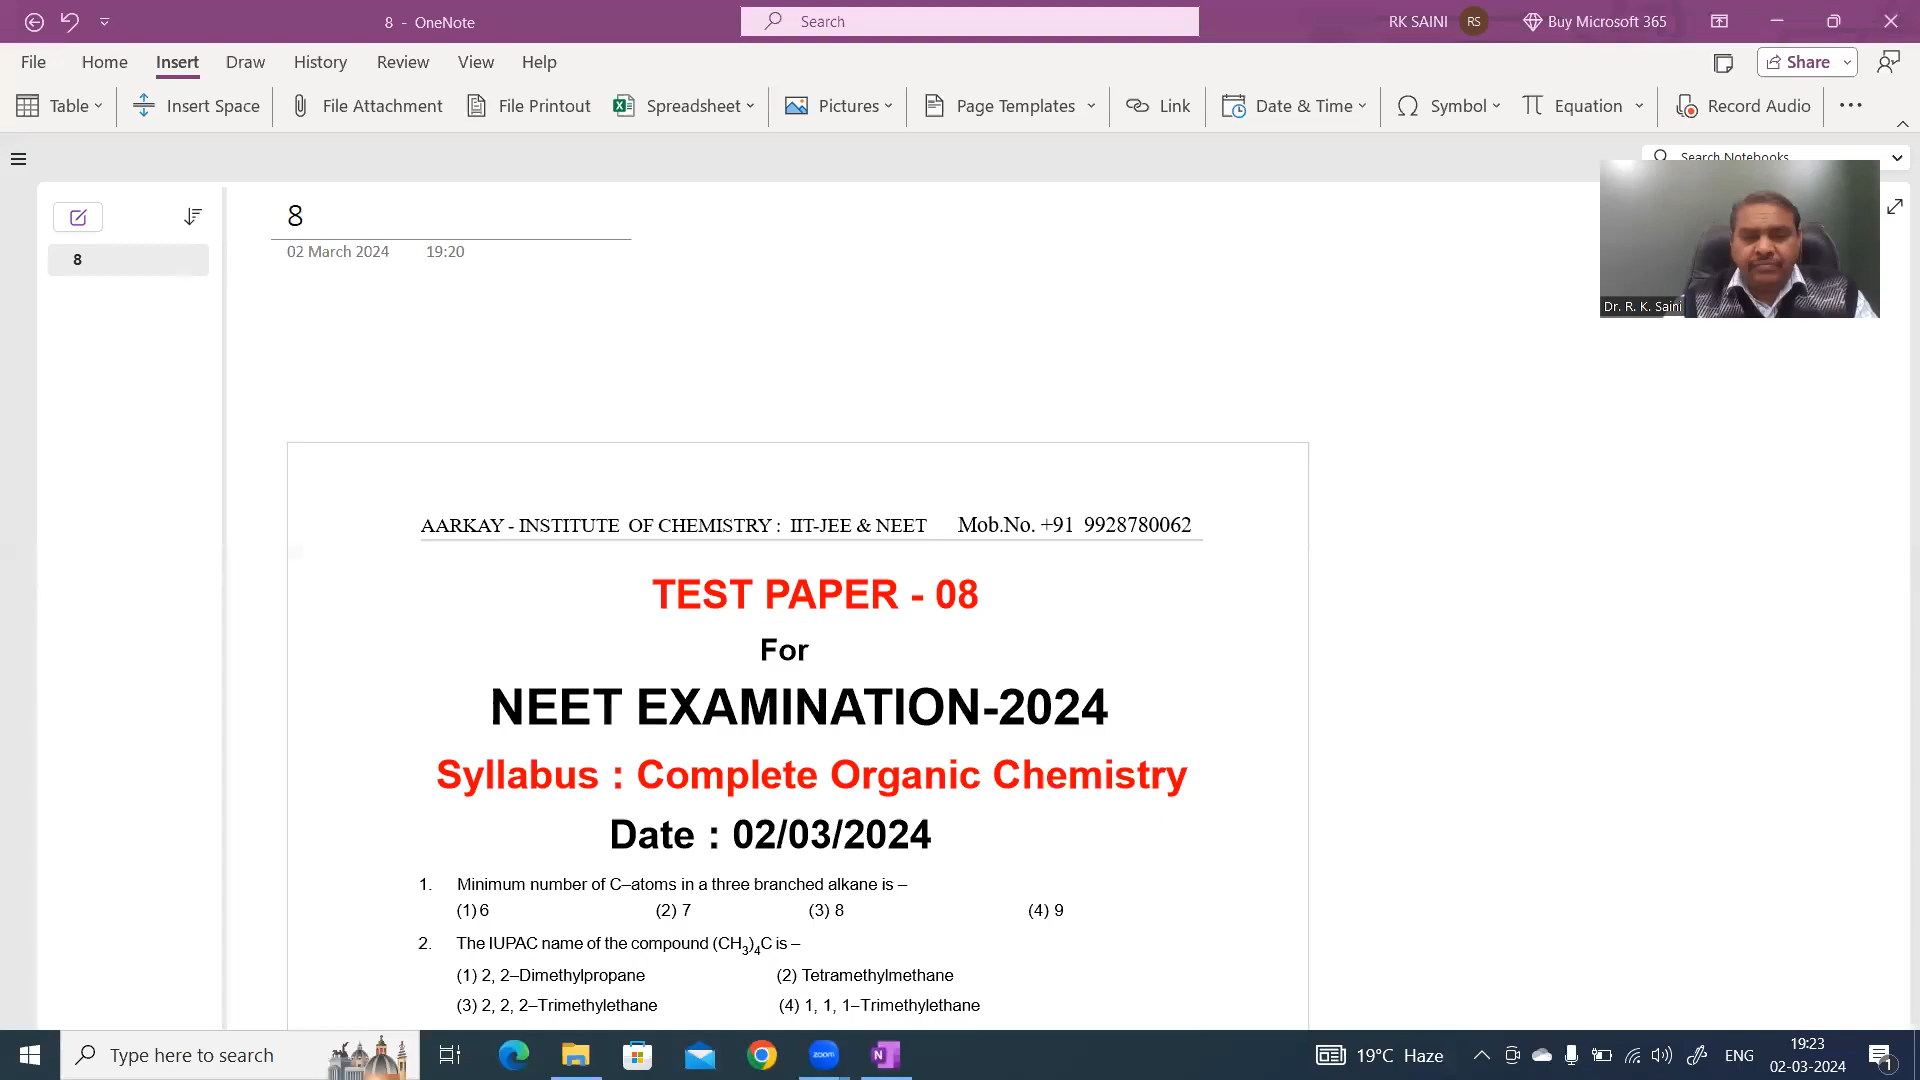 8 - OneNote
Search
RK SAINI RS
Buy Microsoft 365
File Home Insert Draw History Review View Help
Share
Table Insert Space File Attachment File Printout Spreadsheet Pictures Page Templates Link Date & Time Symbol Equation Record Audio
Search Notebooks
8
02 March 2024 19:20
8
Dr. R. K. Saini
AARKAY - INSTITUTE OF CHEMISTRY : IIT-JEE & NEET Mob.No. +91 9928780062
TEST PAPER - 08
For
NEET EXAMINATION-2024
Syllabus : Complete Organic Chemistry
Date : 02/03/2024
1. Minimum number of C–atoms in a three branched alkane is –
(1) 6 (2) 7 (3) 8 (4) 9
2. The IUPAC name of the compound (CH3)4C is –
(1) 2, 2–Dimethylpropane (2) Tetramethylmethane
(3) 2, 2, 2–Trimethylethane (4) 1, 1, 1–Trimethylethane
Type here to search
zoom
N
19°C Haze
ENG
19:23
02-03-2024
1